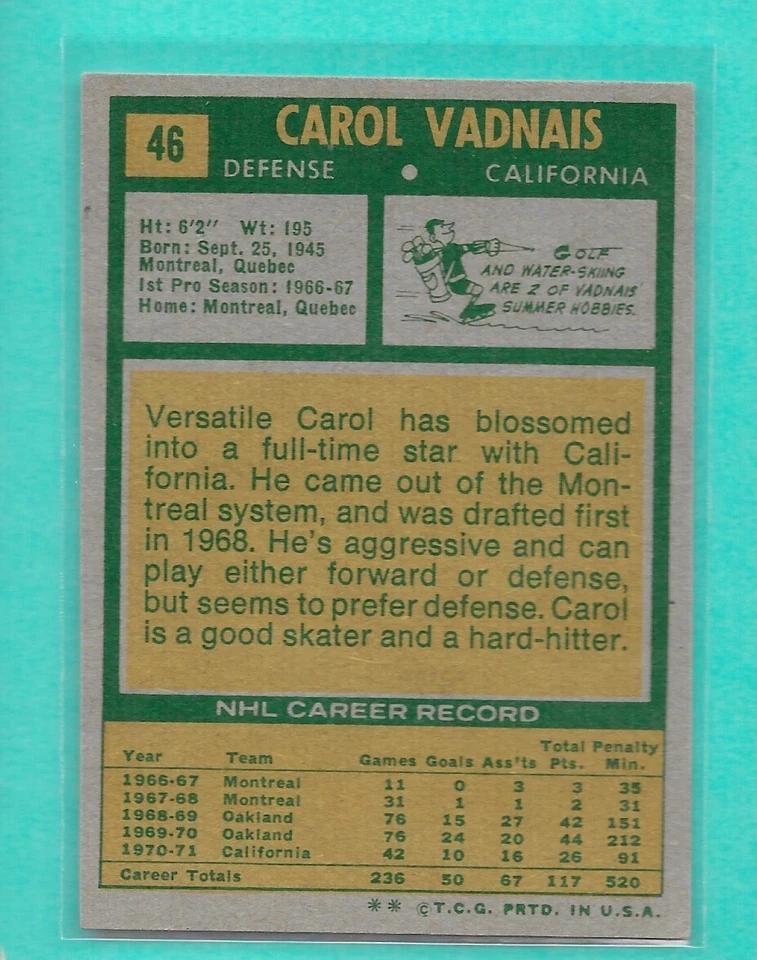 46
CAROL VADNAIS
DEFENSE • CALIFORNIA
Ht: 6'2" Wt: 195
Born: Sept. 25, 1945
Montreal, Quebec
1st Pro Season: 1966-67
Home: Montreal, Quebec
GOLF
AND WATER-SKIING
ARE 2 OF VADNAIS'
SUMMER HOBBIES.
Versatile Carol has blossomed
into a full-time star with Cali-
fornia. He came out of the Mon-
treal system, and was drafted first
in 1968. He's aggressive and can
play either forward or defense,
but seems to prefer defense. Carol
is a good skater and a hard-hitter.
NHL CAREER RECORD
Year Team Games Goals Ass'ts Total Pts. Penalty Min.
1966-67 Montreal 11 0 3 3 35
1967-68 Montreal 31 1 1 2 31
1968-69 Oakland 76 15 27 42 151
1969-70 Oakland 76 24 20 44 212
1970-71 California 42 10 16 26 91
Career Totals 236 50 67 117 520
** ©T.C.G. PRTD. IN U.S.A.